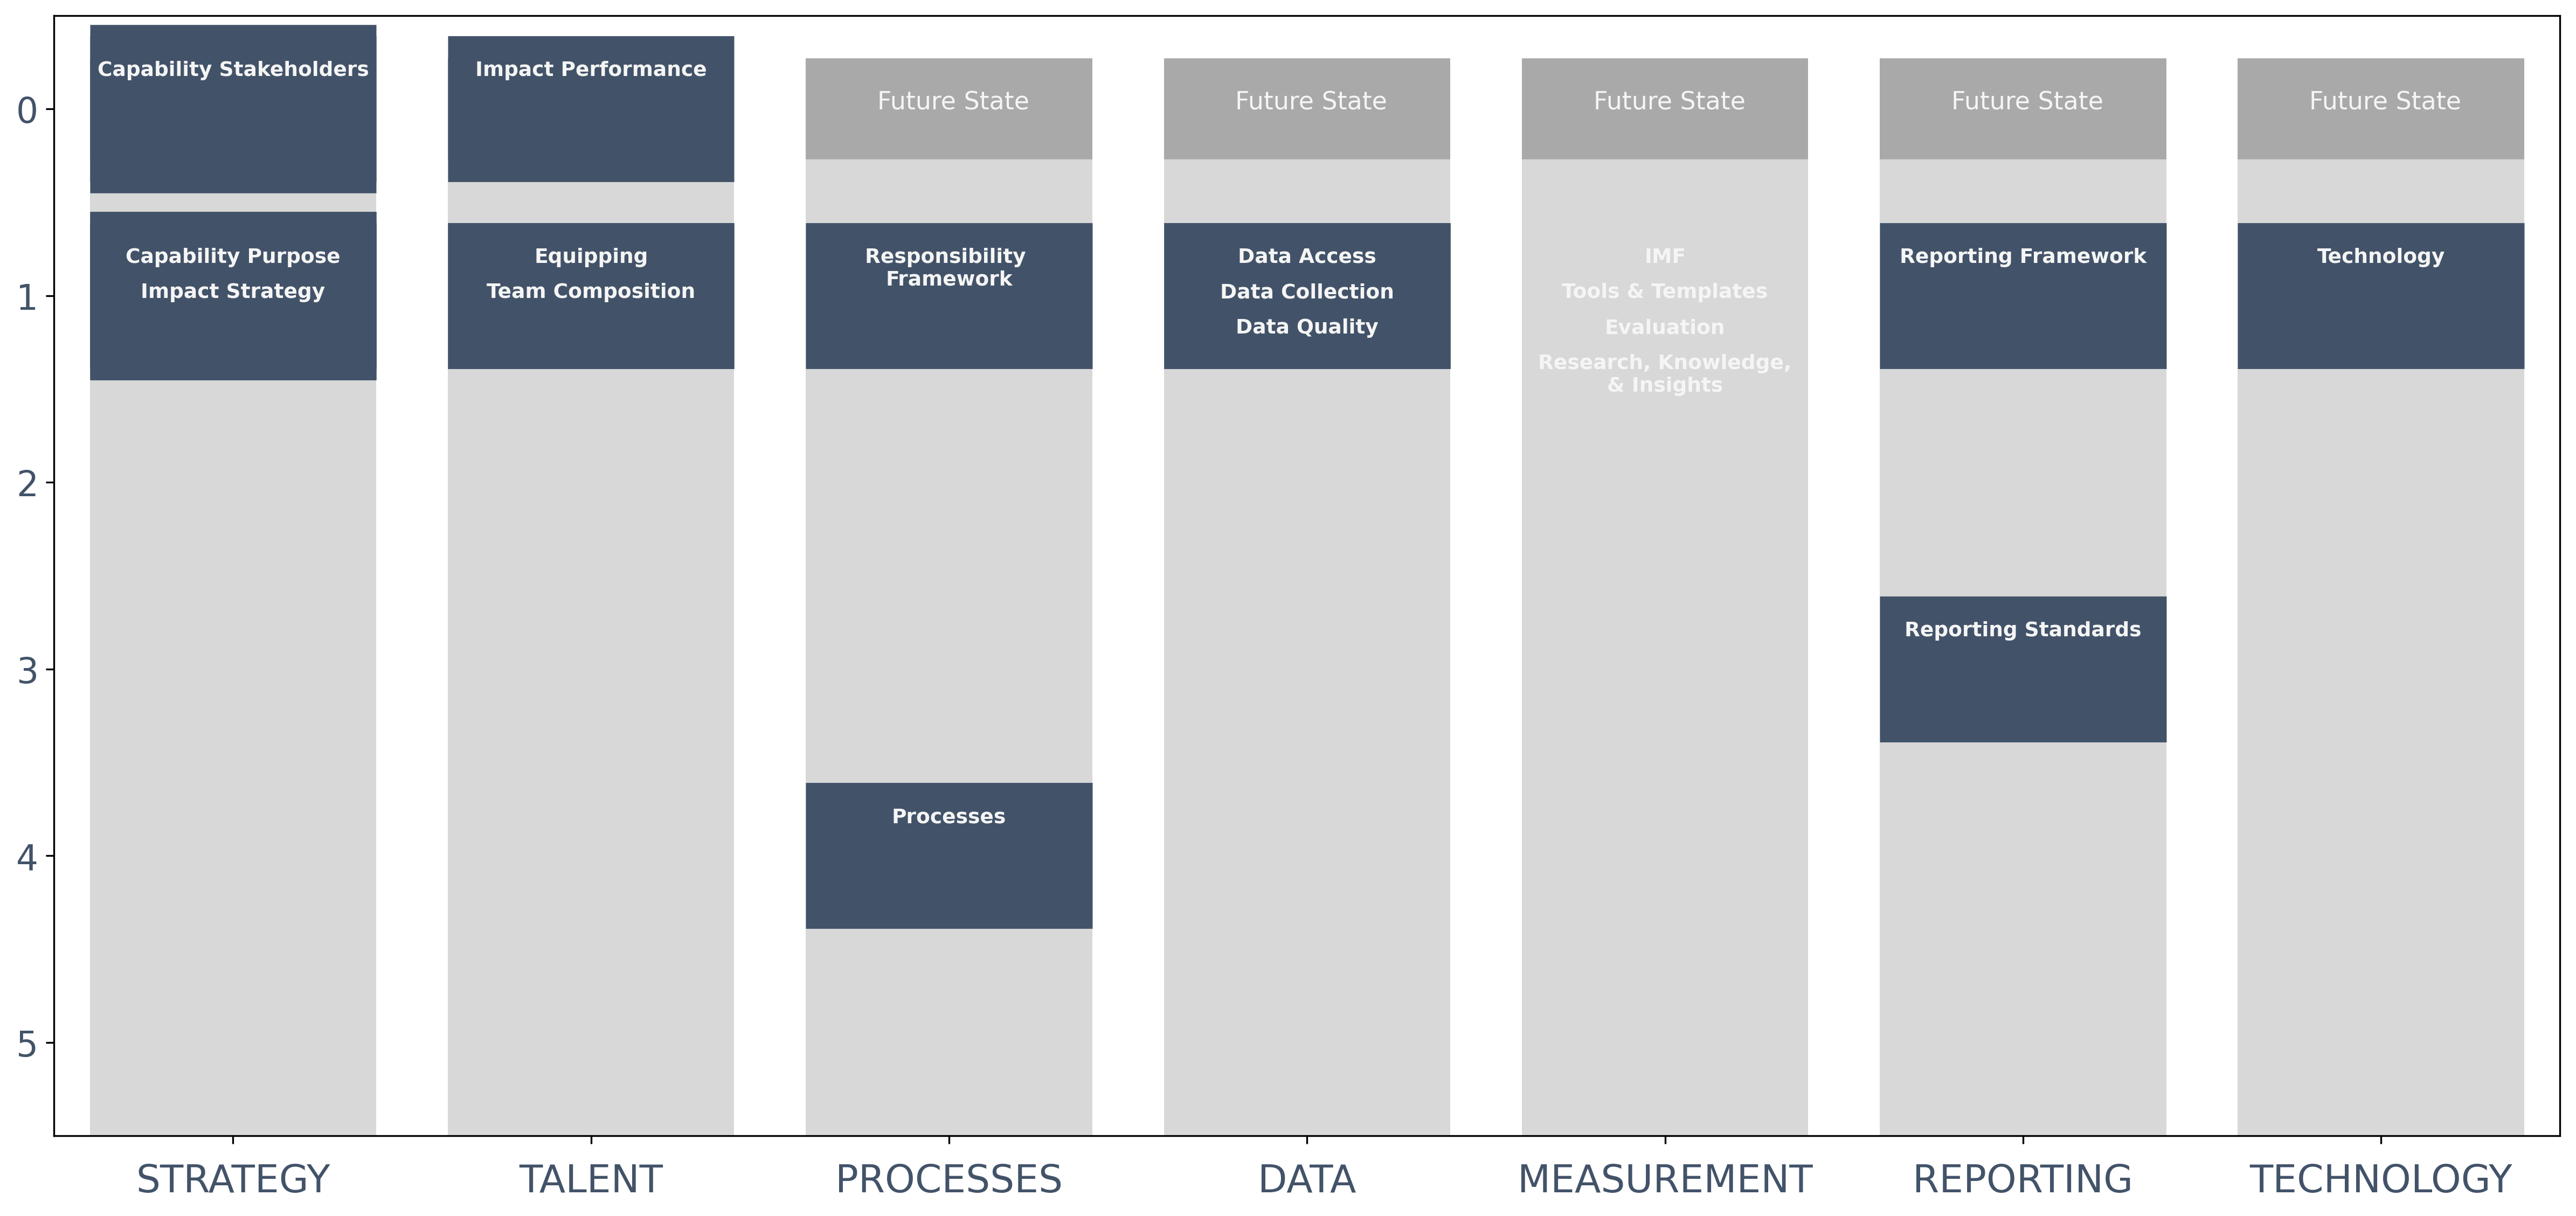 Capability Stakeholders
Impact Performance
0
Future State
Future State
Future State
Future State
Future State
Capability Purpose
Impact Strategy
Equipping
Team Composition
Responsibility
Framework
Data Access
Data Collection
Data Quality
IMF
Tools & Templates
Evaluation
Research, Knowledge,
& Insights
Reporting Framework
Technology
1
2
Reporting Standards
3
Processes
4
5
STRATEGY
TALENT
PROCESSES
DATA
MEASUREMENT
REPORTING
TECHNOLOGY